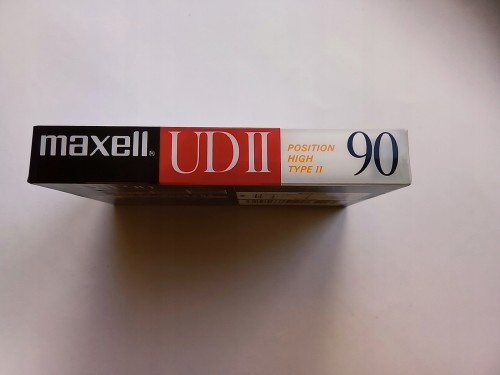 maxell®
UDII
POSITION
HIGH
TYPE II
90